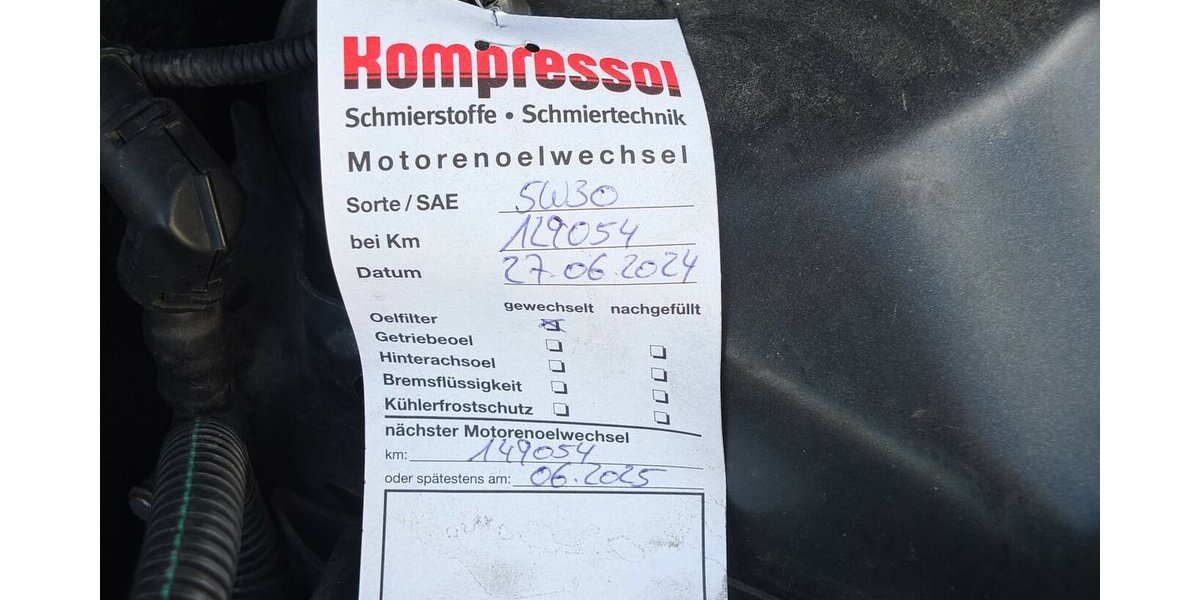 Kompressol
Schmierstoffe • Schmiertechnik
Motorenoelwechsel
Sorte / SAE 5W30
bei Km 129054
Datum 27.06.2024
gewechselt nachgefüllt
Oelfilter
Getriebeoel
Hinterachsoel
Bremsflüssigkeit
Kühlerfrostschutz
nächster Motorenoelwechsel
km: 149054
oder spätestens am: 06.2025